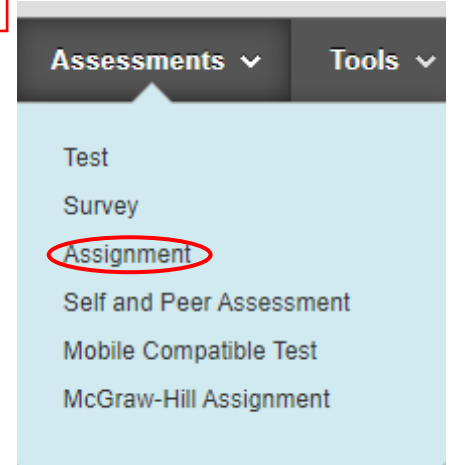 Assessments Tools
Test
Survey
Assignment
Self and Peer Assessment
Mobile Compatible Test
McGraw-Hill Assignment